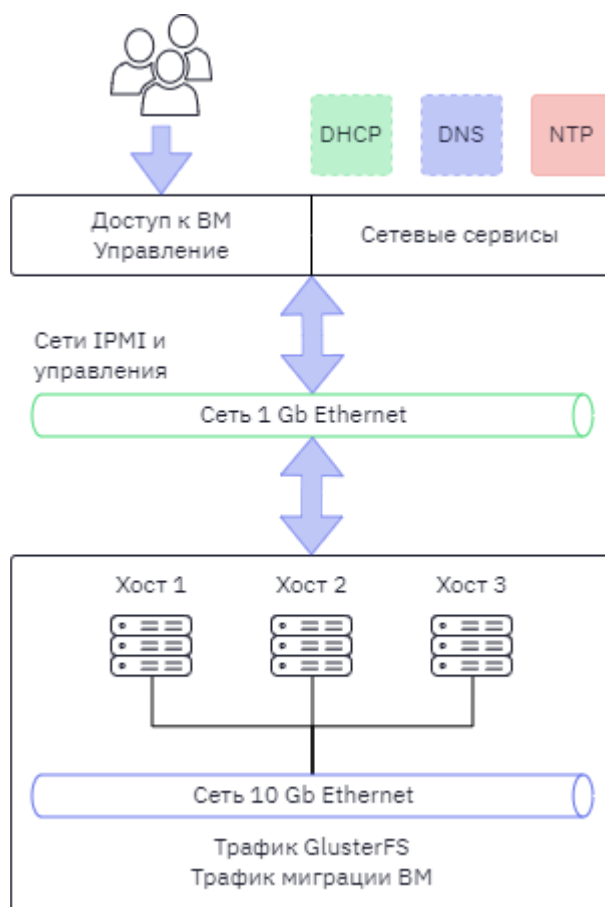 DHCP
DNS
NTP
Доступ к ВМ
Управление
Сетевые сервисы
Сети IPMI и
управления
Сеть 1 Gb Ethernet
Хост 1
Хост 2
Хост 3
Сеть 10 Gb Ethernet
Трафик GlusterFS
Трафик миграции ВМ